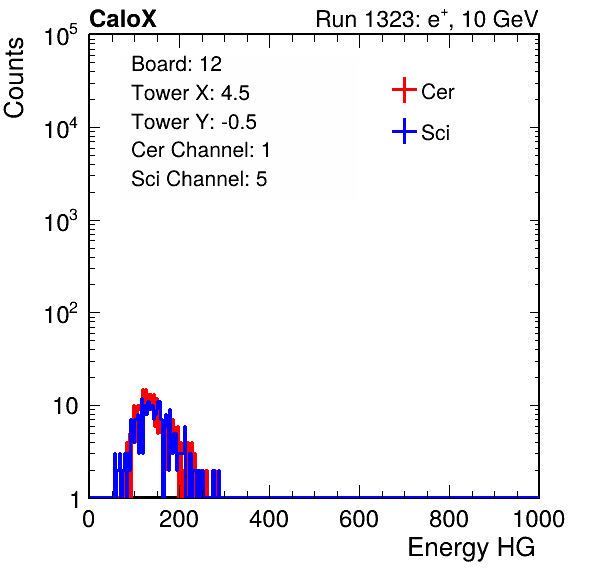 CaloX Run 1323: e⁺, 10 GeV
Counts
10⁵
10⁴
10³
10²
10
1
Board: 12
Tower X: 4.5
Tower Y: -0.5
Cer Channel: 1
Sci Channel: 5
Cer
Sci
0 200 400 600 800 1000
Energy HG